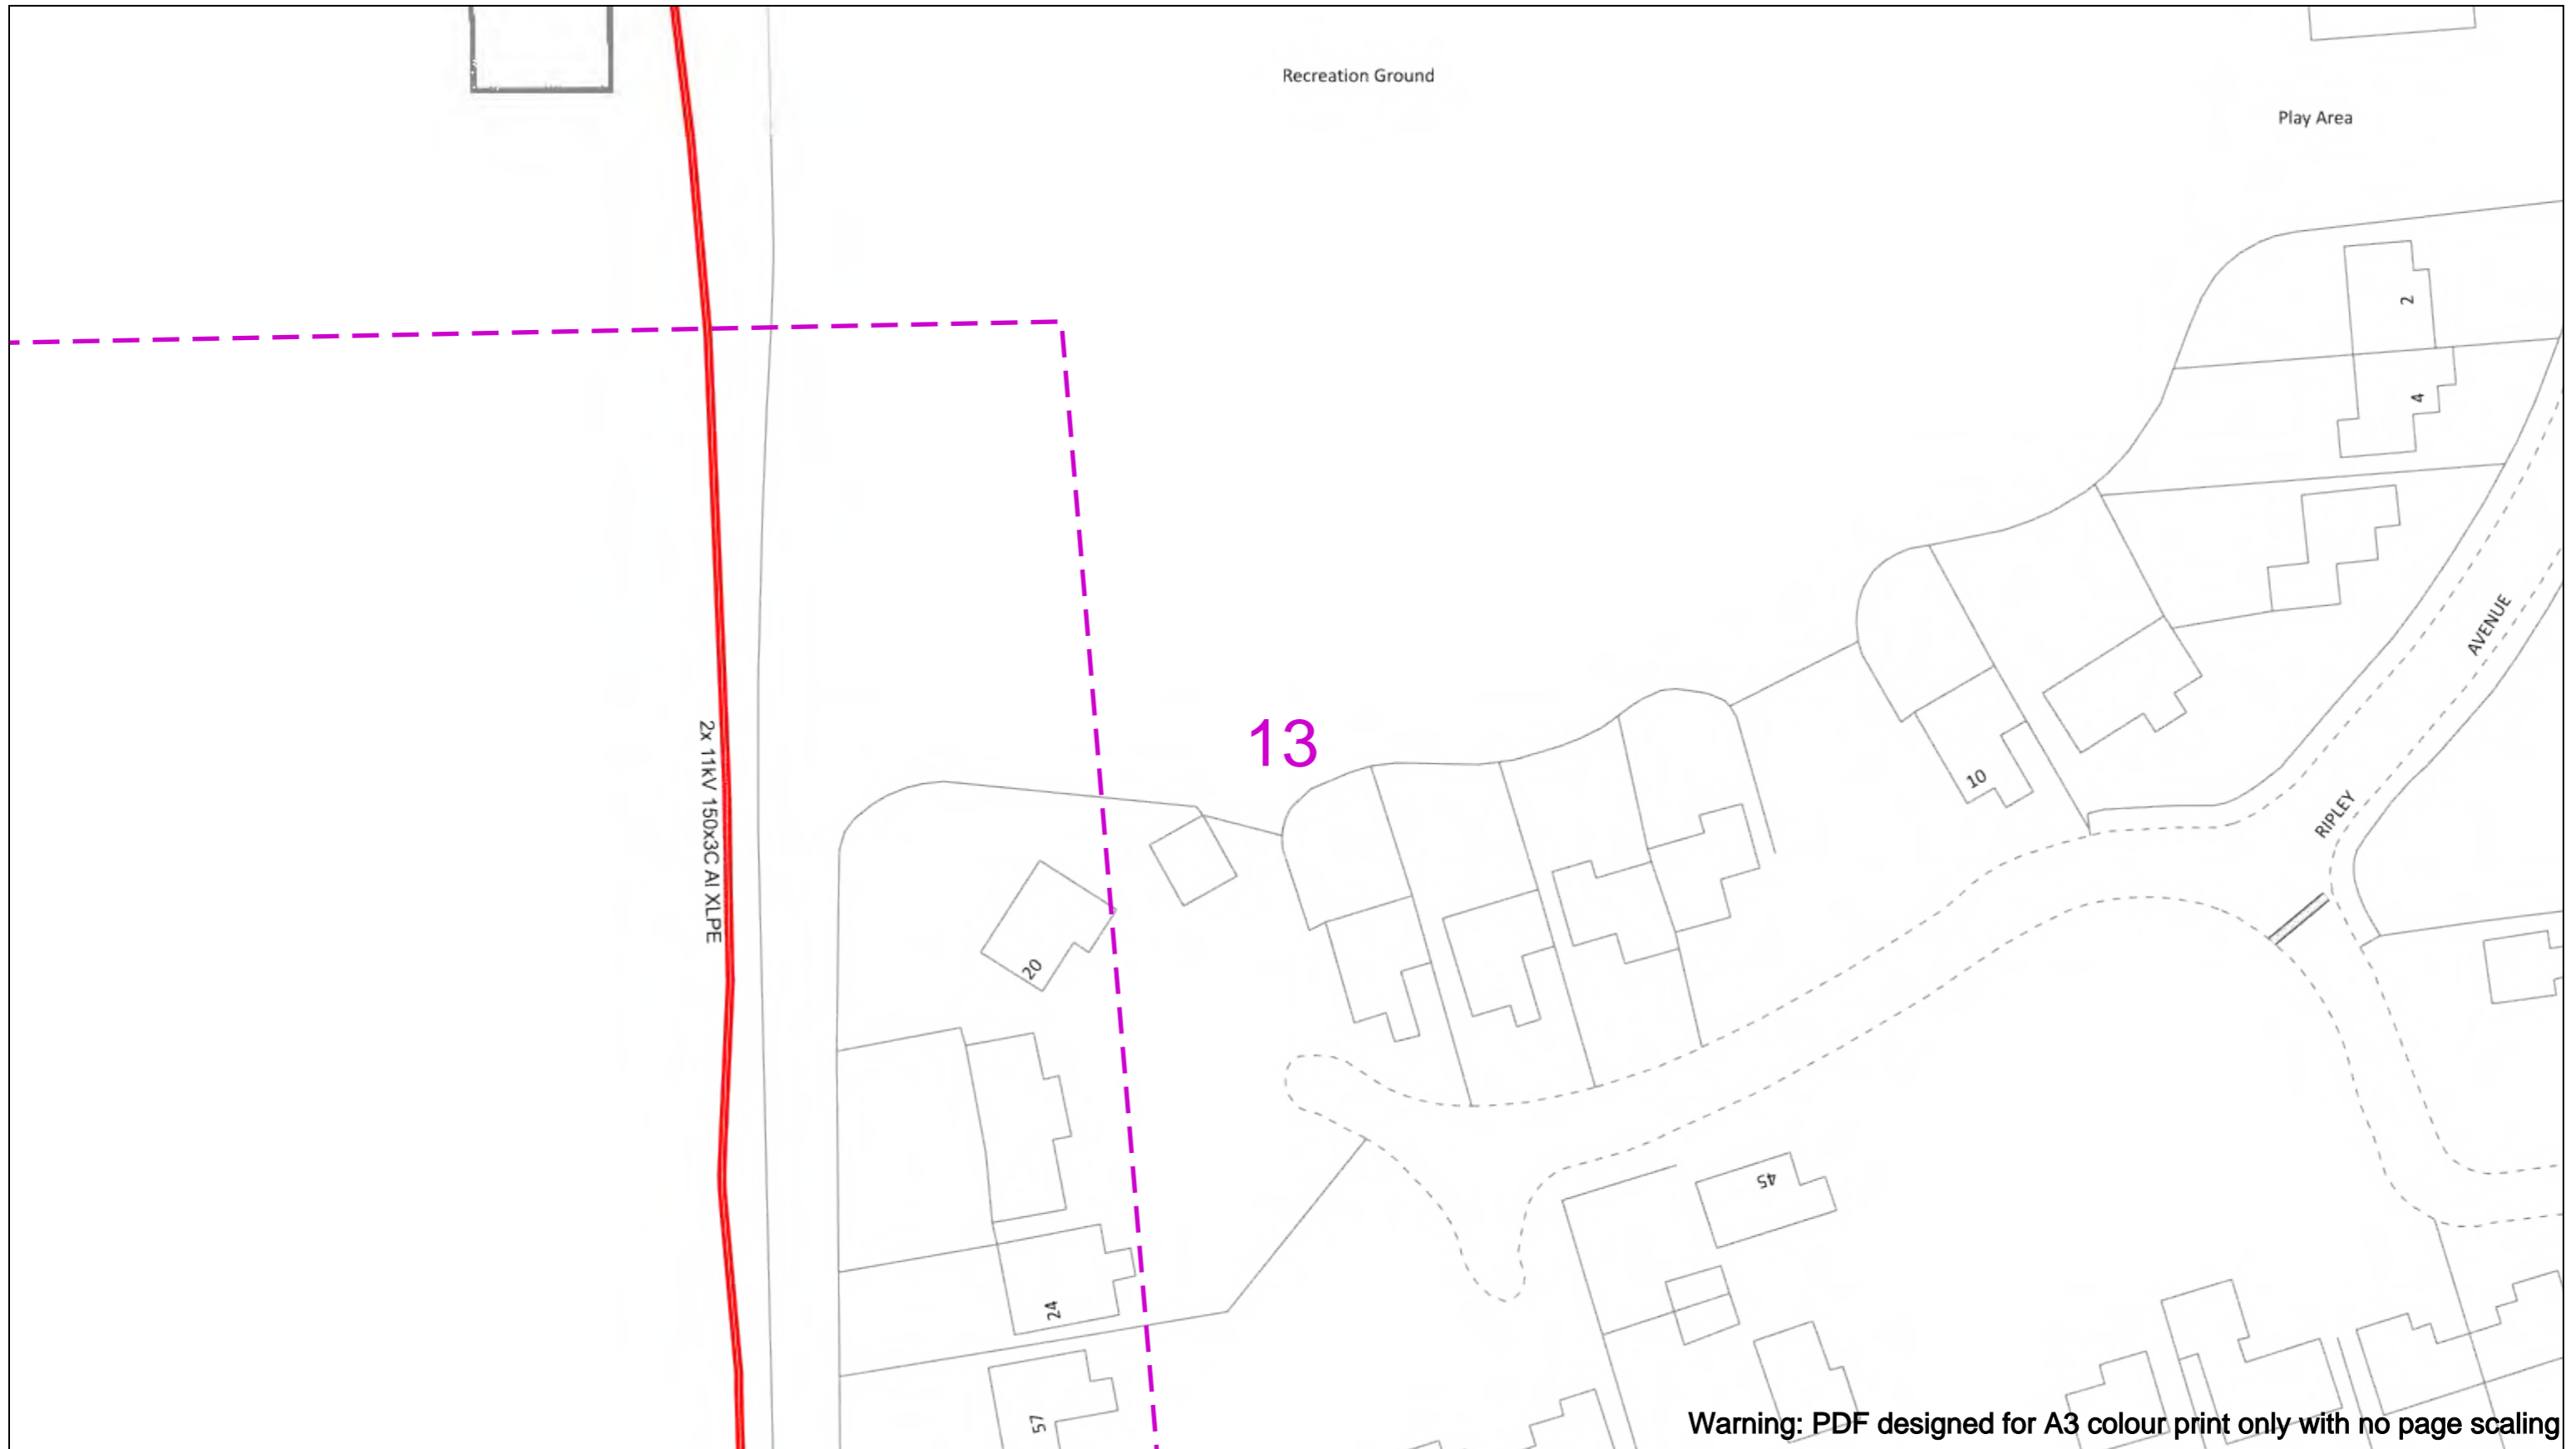 Recreation Ground
Play Area
2
4
AVENUE
13
10
RIPLEY
2x 11kV 150x3C Al XLPE
20
45
24
57
Warning: PDF designed for A3 colour print only with no page scaling